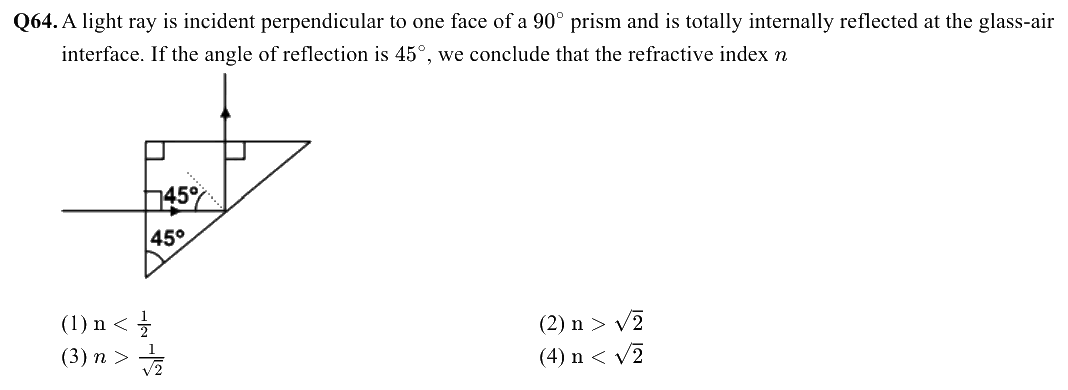 Q64. A light ray is incident perpendicular to one face of a 90° prism and is totally internally reflected at the glass-air
interface. If the angle of reflection is 45°, we conclude that the refractive index n
45°
45°
(1) n < 1/2
(2) n > √2
(3) n > 1/√2
(4) n < √2